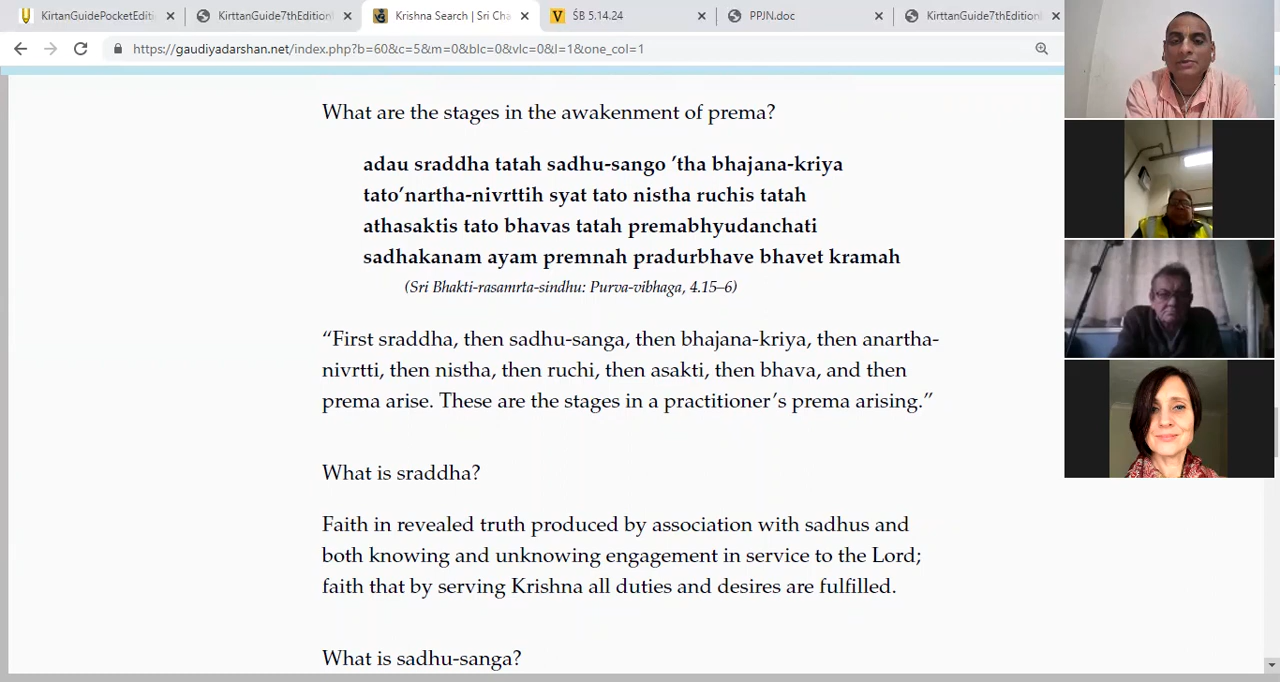 KirtanGuidePocketEditi
KirttanGuide7thEdition
Krishna Search | Sri Cha
ŚB 5.14.24
PPJN.doc
KirttanGuide7thEdition
https://gaudiyadarshan.net/index.php?b=60&c=5&m=0&blc=0&vlc=0&l=1&one_col=1
What are the stages in the awakenment of prema?
adau sraddha tatah sadhu-sango ’tha bhajana-kriya
tato’nartha-nivrttih syat tato nistha ruchis tatah
athasaktis tato bhavas tatah premabhyudanchati
sadhakanam ayam premnah pradurbhave bhavet kramah
(Sri Bhakti-rasamrta-sindhu: Purva-vibhaga, 4.15–6)
“First sraddha, then sadhu-sanga, then bhajana-kriya, then anartha-
nivrtti, then nistha, then ruchi, then asakti, then bhava, and then
prema arise. These are the stages in a practitioner’s prema arising.”
What is sraddha?
Faith in revealed truth produced by association with sadhus and
both knowing and unknowing engagement in service to the Lord;
faith that by serving Krishna all duties and desires are fulfilled.
What is sadhu-sanga?